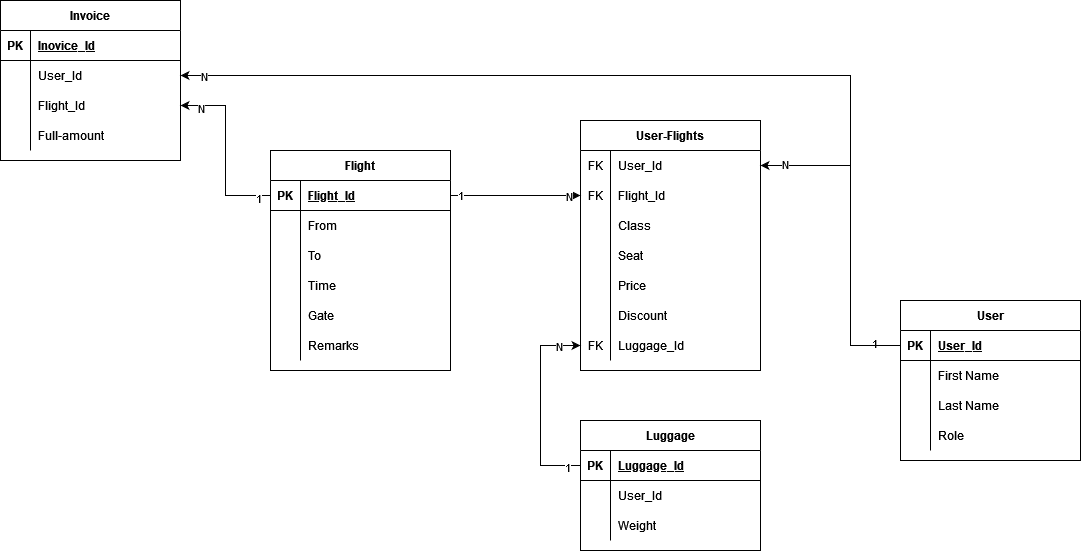 Invoice
PK Inovice_Id
User_Id
Flight_Id
Full-amount
N
N
Flight
PK Flight_Id
From
To
Time
Gate
Remarks
1
1
N
User-Flights
FK User_Id
FK Flight_Id
Class
Seat
Price
Discount
FK Luggage_Id
N
N
1
Luggage
PK Luggage_Id
User_Id
Weight
1
User
PK User_Id
First Name
Last Name
Role